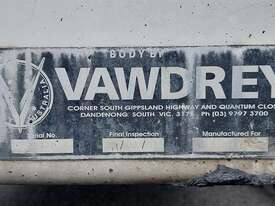 BODY BY
VAWDREY
AUSTRALIA
CORNER SOUTH GIPPSLAND HIGHWAY AND QUANTUM CLOSE
DANDENONG SOUTH VIC. 3175 Ph (03) 9797 3700
Serial No. Final Inspection Manufactured For